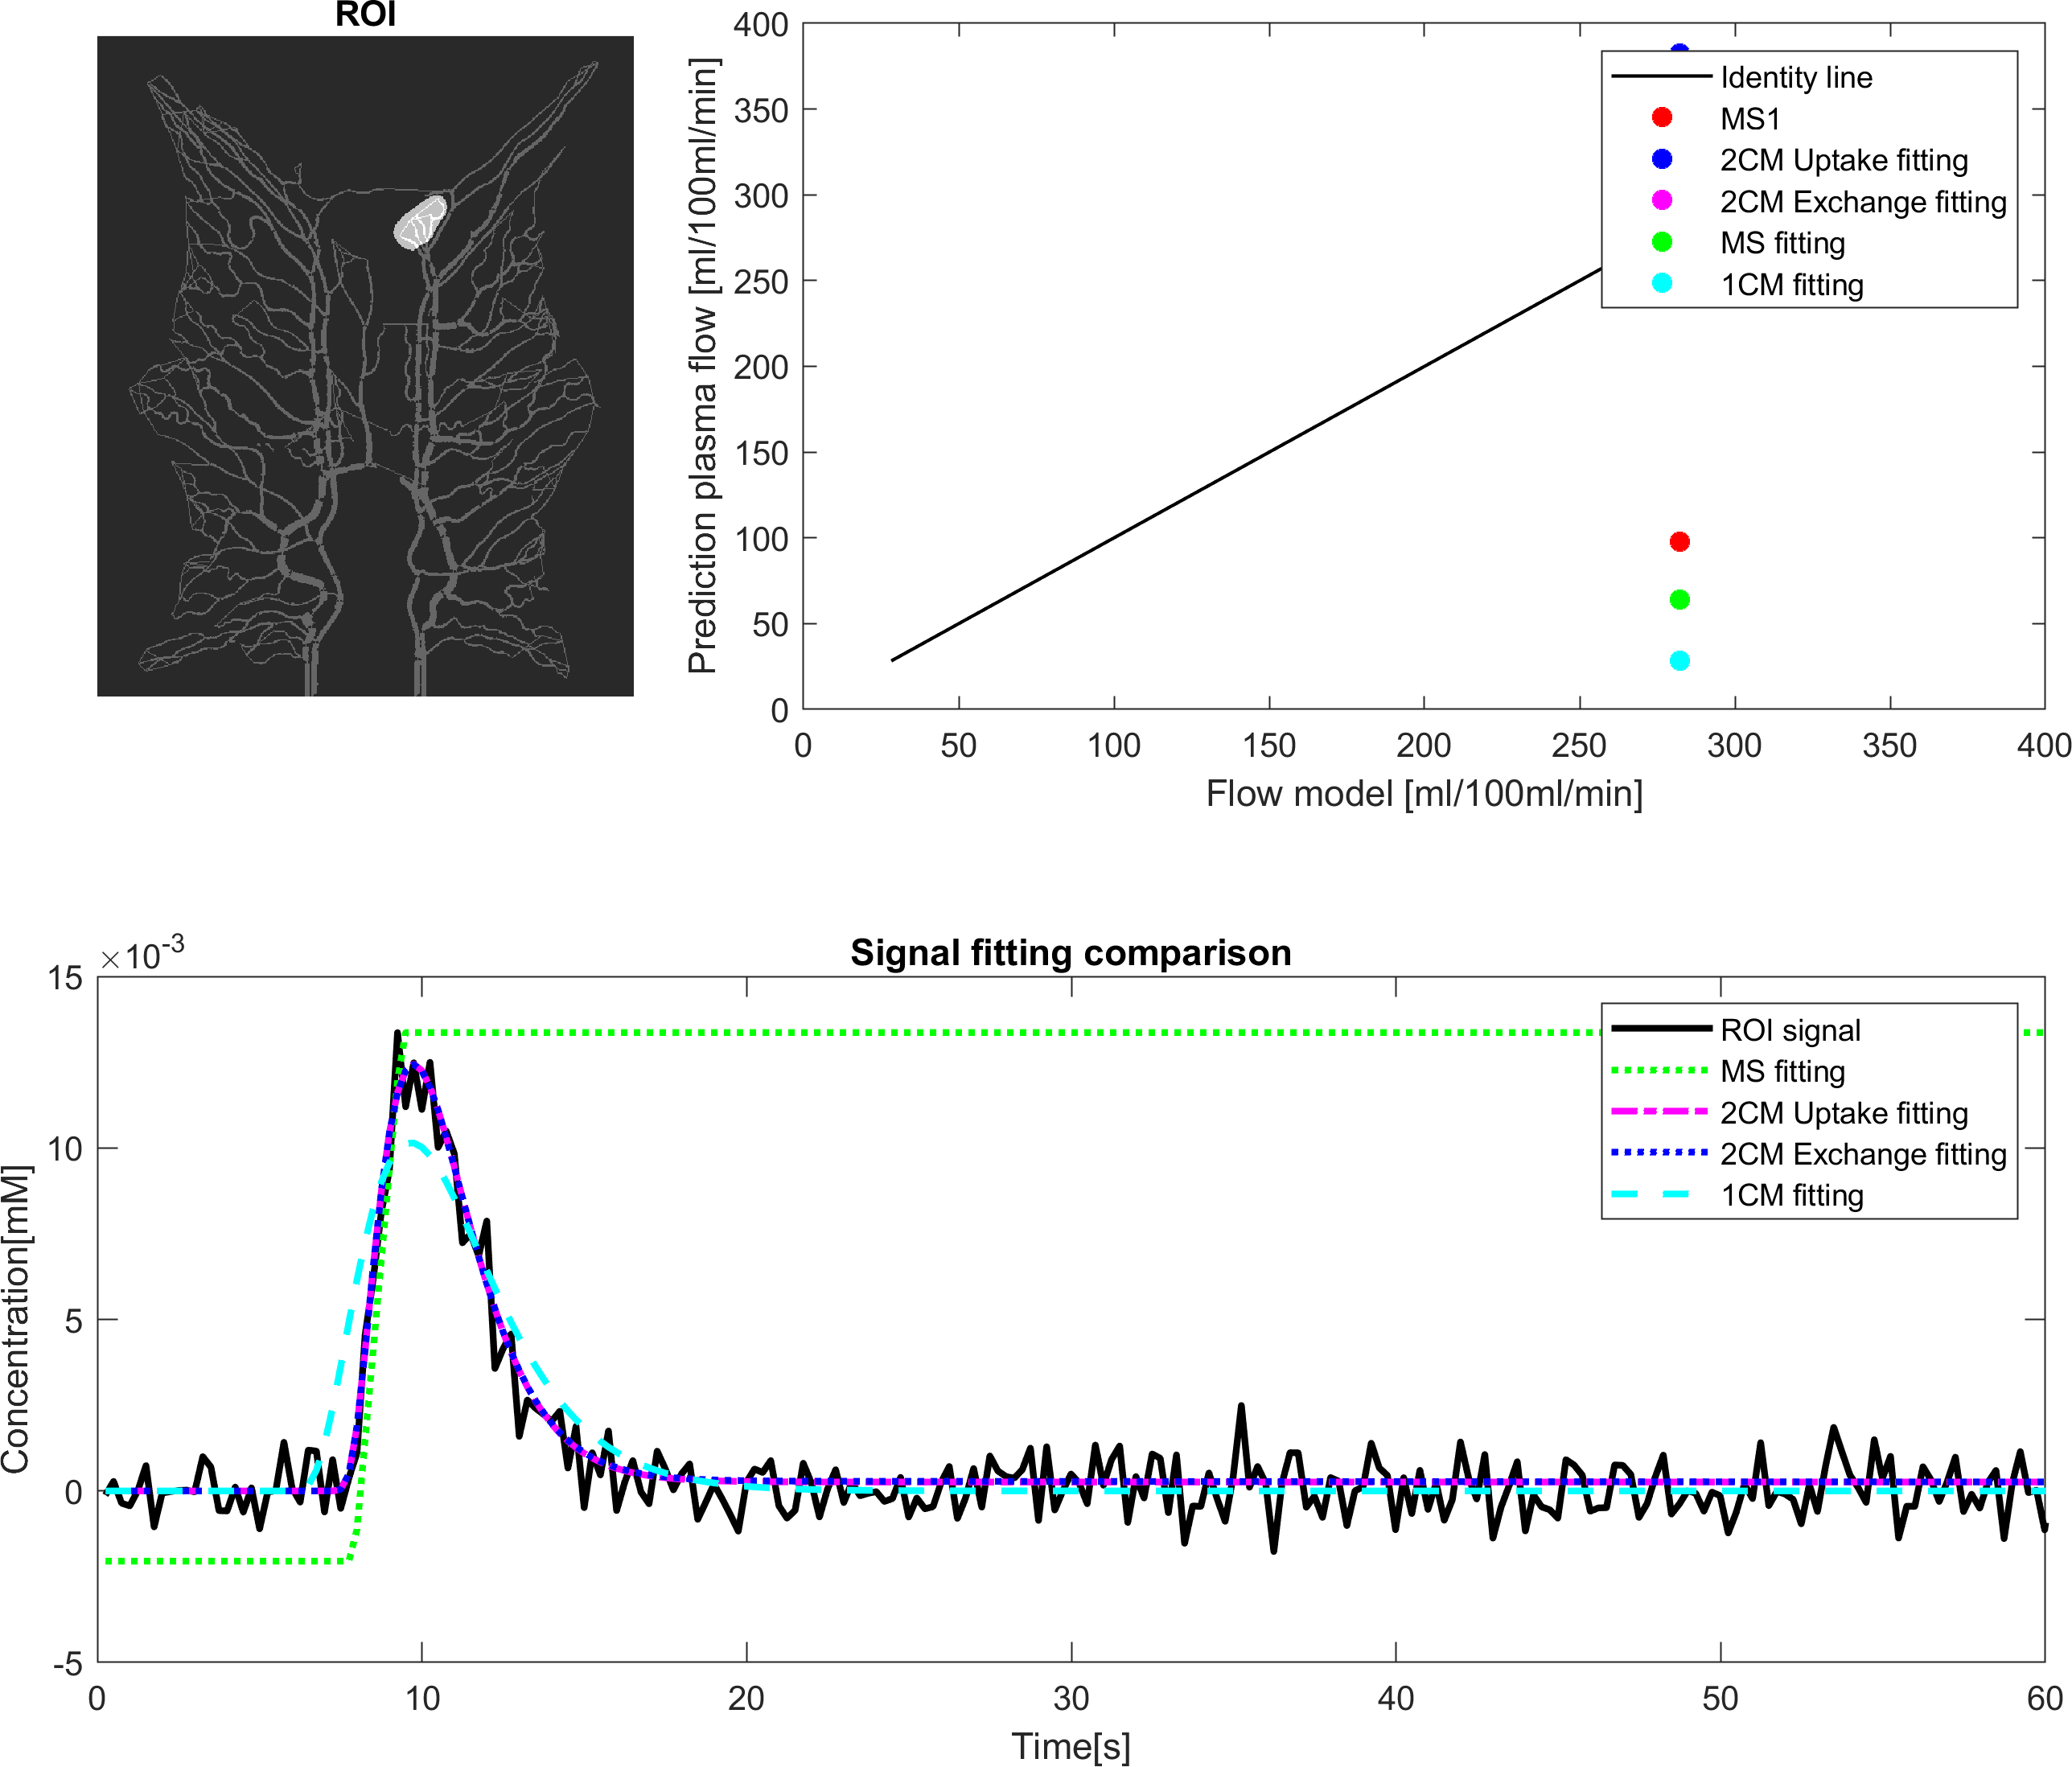 ROI
400
350
300
250
200
150
100
50
0
Prediction plasma flow [ml/100ml/min]
Identity line
MS1
2CM Uptake fitting
2CM Exchange fitting
MS fitting
1CM fitting
0 50 100 150 200 250 300 350 400
Flow model [ml/100ml/min]
Signal fitting comparison
×10-3
15
10
5
0
-5
Concentration[mM]
ROI signal
MS fitting
2CM Uptake fitting
2CM Exchange fitting
1CM fitting
0 10 20 30 40 50 60
Time[s]